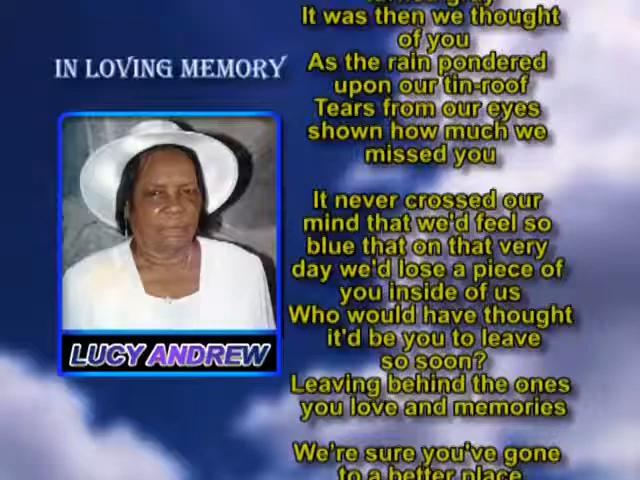 IN LOVING MEMORY
LUCY ANDREW
turned gray
It was then we thought
of you
As the rain pondered
upon our tin-roof
Tears from our eyes
shown how much we
missed you
It never crossed our
mind that we'd feel so
blue that on that very
day we'd lose a piece of
you inside of us
Who would have thought
it'd be you to leave
so soon?
Leaving behind the ones
you love and memories
We're sure you've gone
to a better place